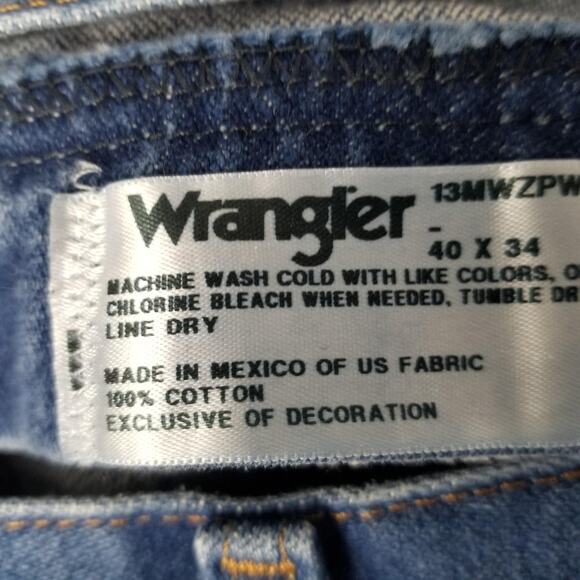 Wrangler 13MWZPW
-
40 X 34
MACHINE WASH COLD WITH LIKE COLORS, O
CHLORINE BLEACH WHEN NEEDED, TUMBLE DR
LINE DRY
MADE IN MEXICO OF US FABRIC
100% COTTON
EXCLUSIVE OF DECORATION